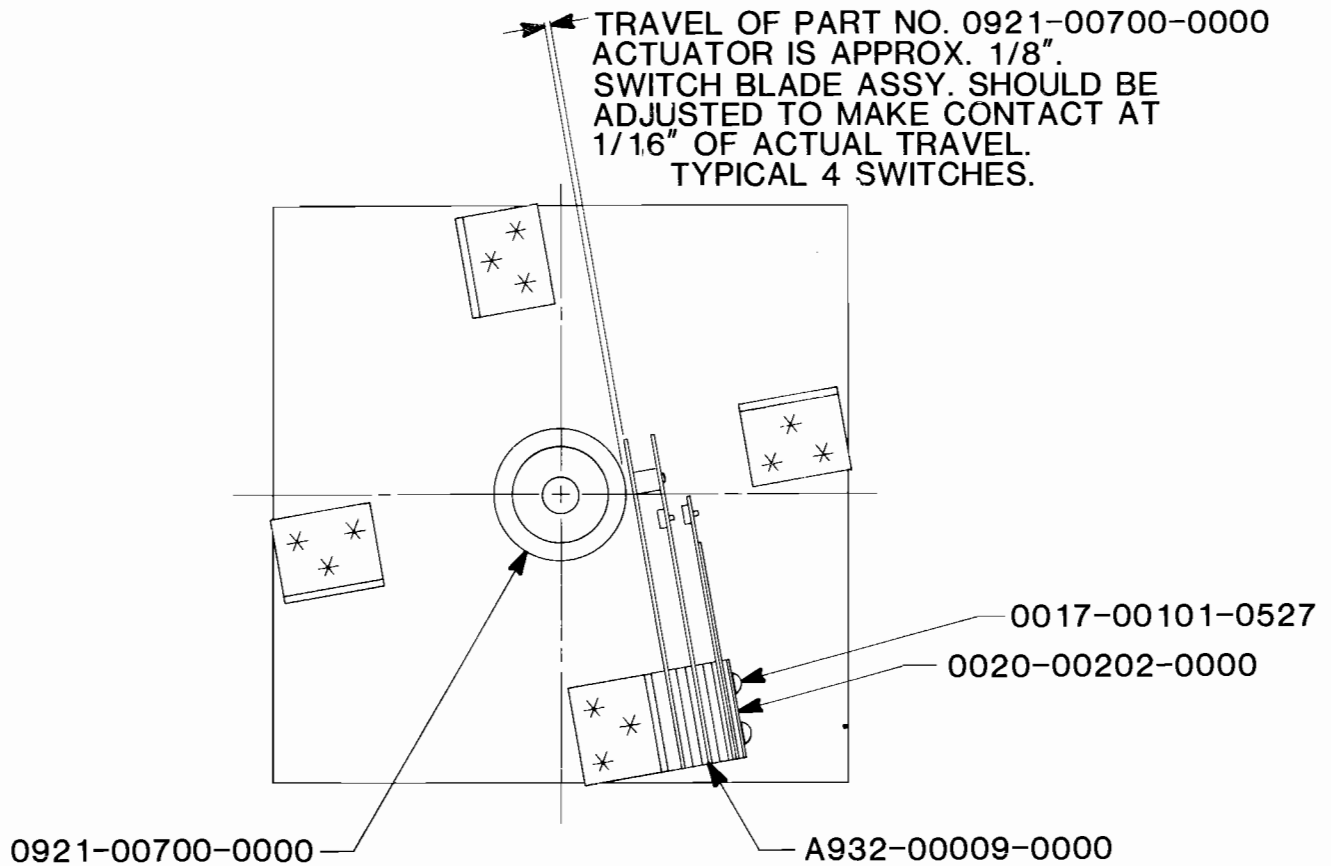 TRAVEL OF PART NO. 0921-00700-0000
ACTUATOR IS APPROX. 1/8".
SWITCH BLADE ASSY. SHOULD BE
ADJUSTED TO MAKE CONTACT AT
1/16" OF ACTUAL TRAVEL.
TYPICAL 4 SWITCHES.
0017-00101-0527
0020-00202-0000
0921-00700-0000
A932-00009-0000